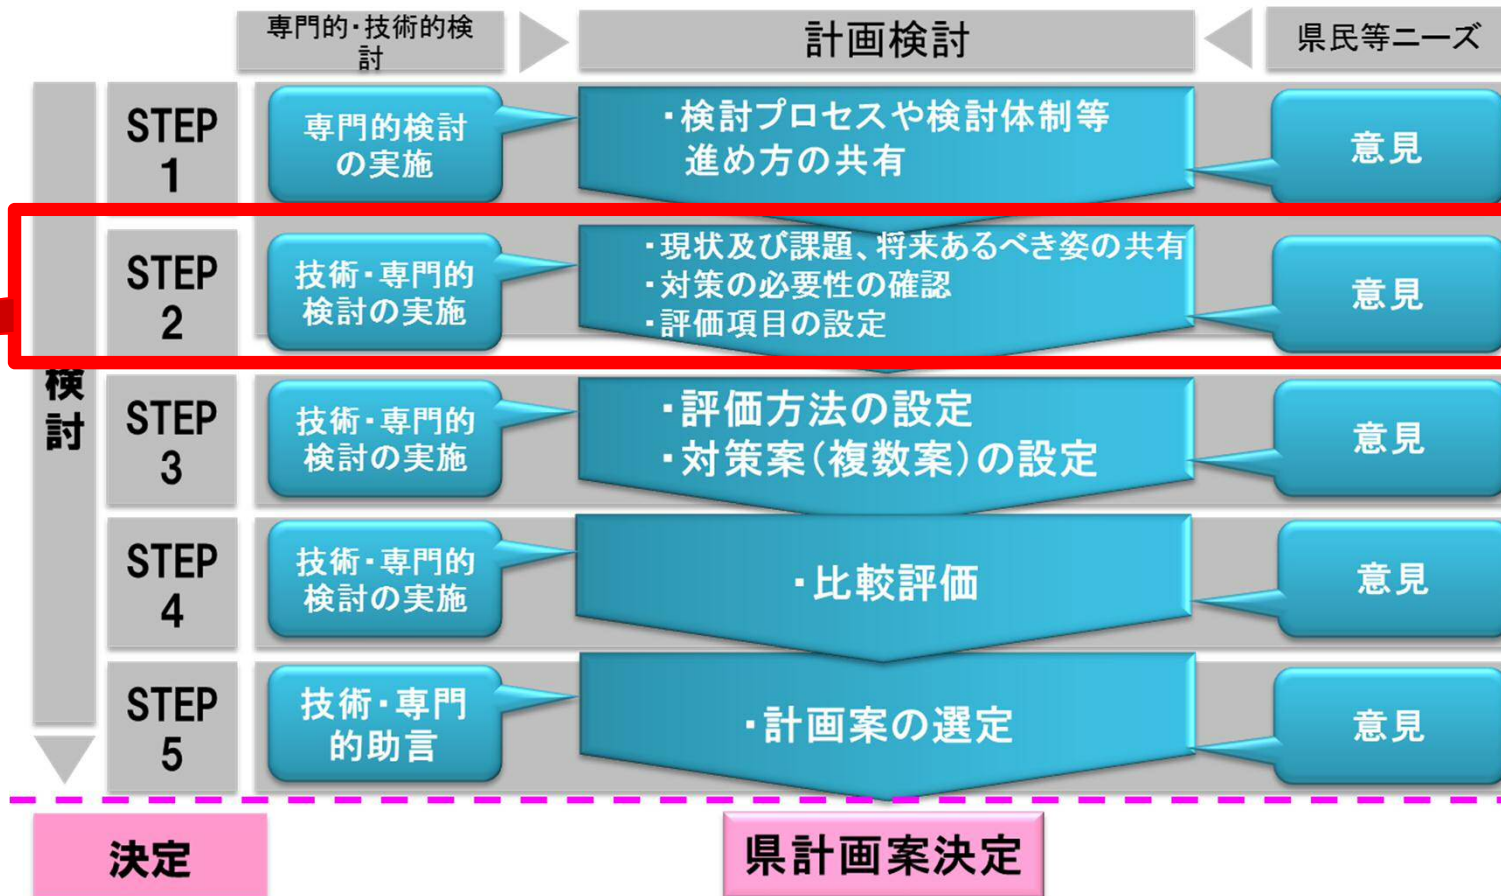 専門的・技術的検
討
計画検討
県民等ニーズ
検
討
STEP
1
専門的検討
の実施
・検討プロセスや検討体制等
進め方の共有
意見
STEP
2
技術・専門的
検討の実施
・現状及び課題、将来あるべき姿の共有
・対策の必要性の確認
・評価項目の設定
意見
STEP
3
技術・専門的
検討の実施
・評価方法の設定
・対策案(複数案)の設定
意見
STEP
4
技術・専門的
検討の実施
・比較評価
意見
STEP
5
技術・専門
的助言
・計画案の選定
意見
決定
県計画案決定